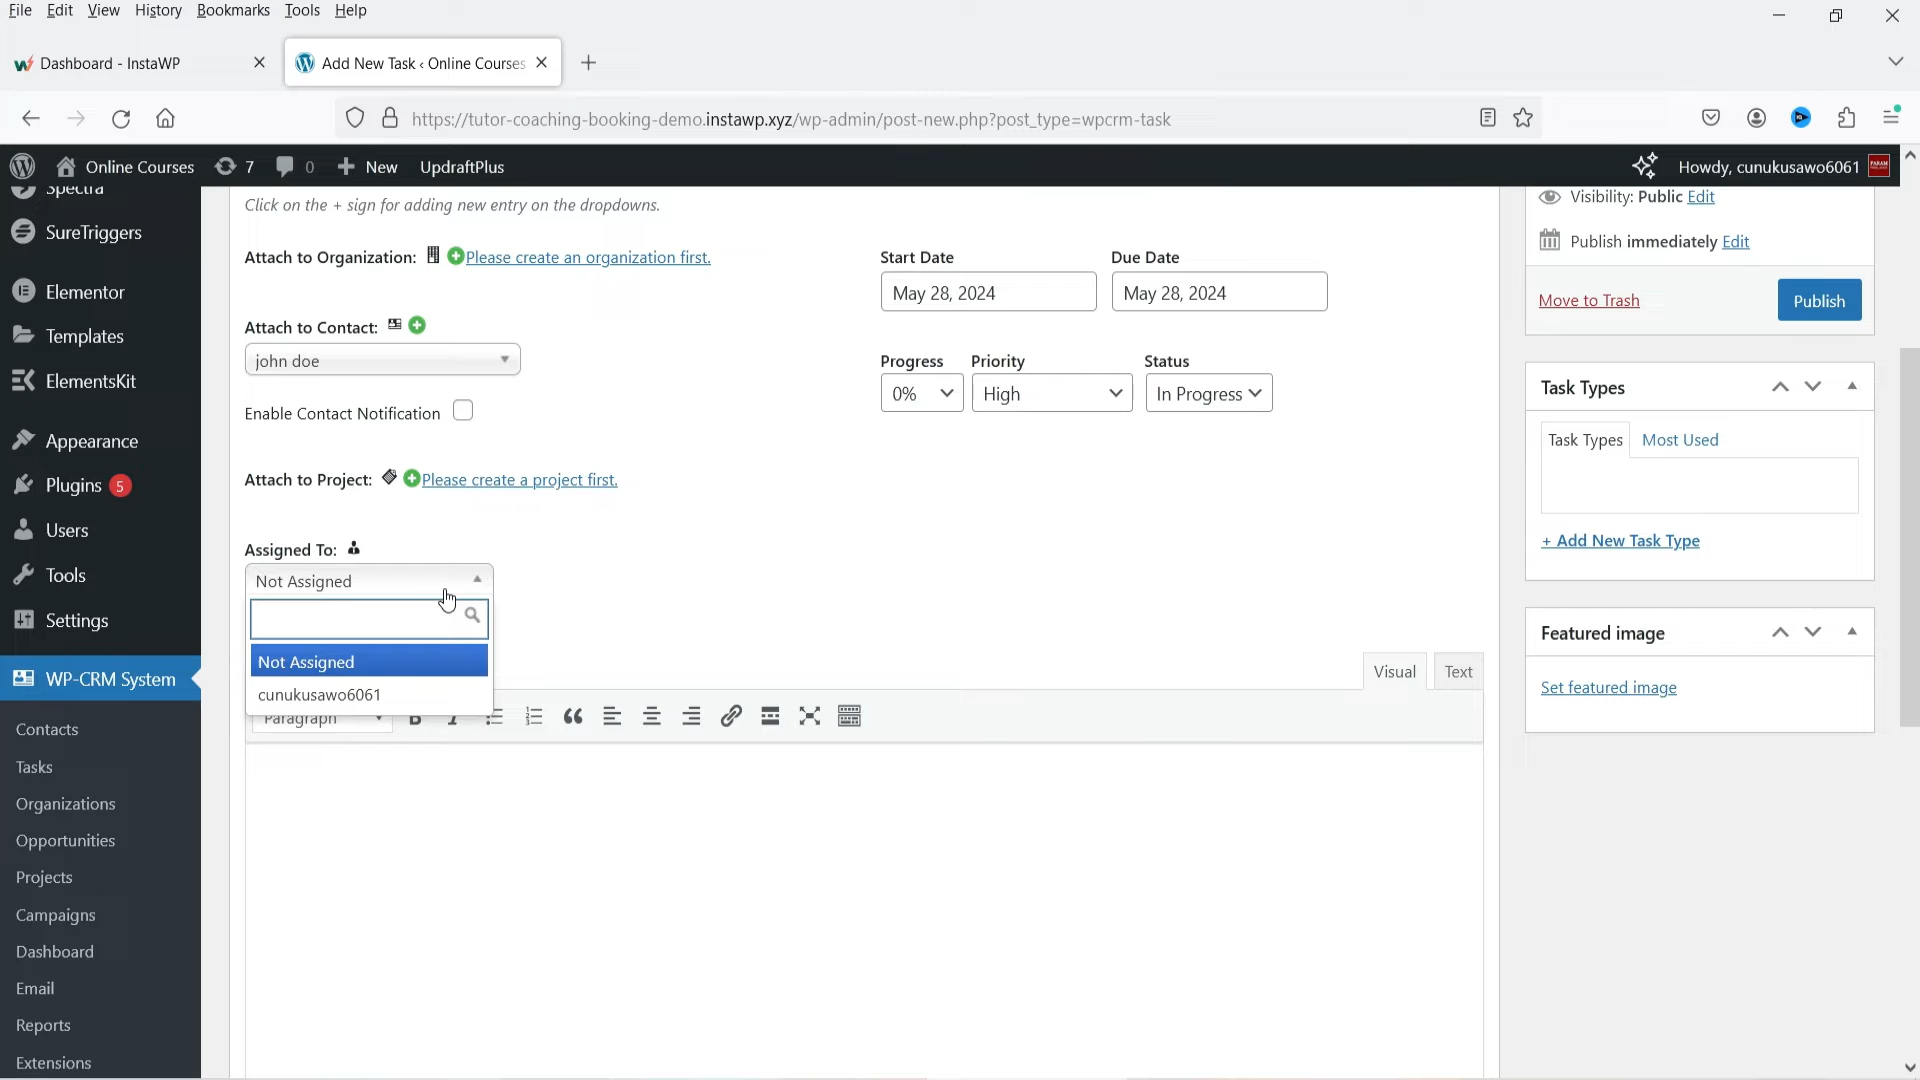 File Edit View History Bookmarks Tools Help
Dashboard - InstaWP
Add New Task ‹ Online Courses
https://tutor-coaching-booking-demo.instawp.xyz/wp-admin/post-new.php?post_type=wpcrm-task
Online Courses 7 0 New UpdraftPlus
Howdy, cunukusawo6061
Spectra
SureTriggers
Elementor
Templates
ElementsKit
Appearance
Plugins 5
Users
Tools
Settings
WP-CRM System
Contacts
Tasks
Organizations
Opportunities
Projects
Campaigns
Dashboard
Email
Reports
Extensions
Click on the + sign for adding new entry on the dropdowns.
Attach to Organization: Please create an organization first.
Attach to Contact:
john doe
Enable Contact Notification
Attach to Project: Please create a project first.
Assigned To:
Not Assigned
Not Assigned
cunukusawo6061
Paragraph
Visual Text
Start Date Due Date
May 28, 2024 May 28, 2024
Progress Priority Status
0% High In Progress
Visibility: Public Edit
Publish immediately Edit
Move to Trash Publish
Task Types
Task Types Most Used
+ Add New Task Type
Featured image
Set featured image